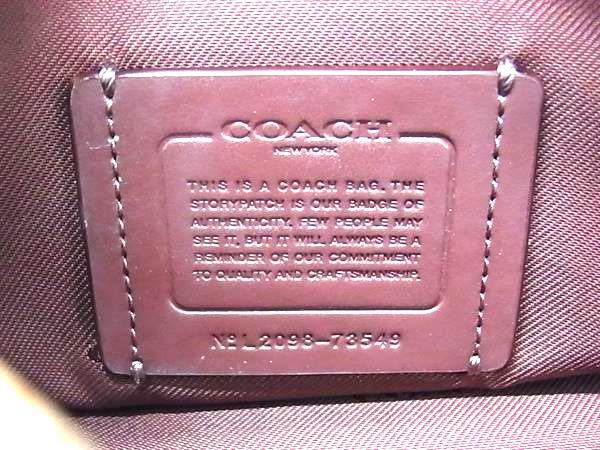 COACH
NEW YORK
THIS IS A COACH BAG. THE
STORYPATCH IS OUR BADGE OF
AUTHENTICITY. FEW PEOPLE MAY
SEE IT, BUT IT WILL ALWAYS BE A
REMINDER OF OUR COMMITMENT
TO QUALITY AND CRAFTSMANSHIP.
Nº L2098-73549